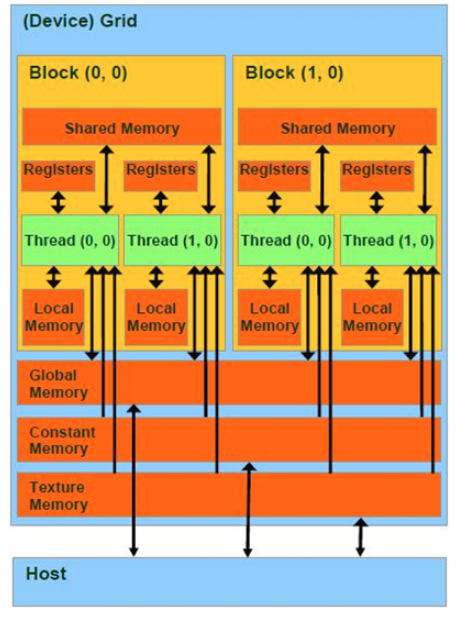 (Device) Grid
Block (0, 0)
Block (1, 0)
Shared Memory
Shared Memory
Registers
Registers
Registers
Registers
Thread (0, 0)
Thread (1, 0)
Thread (0, 0)
Thread (1, 0)
Local
Memory
Local
Memory
Local
Memory
Local
Memory
Global
Memory
Constant
Memory
Texture
Memory
Host